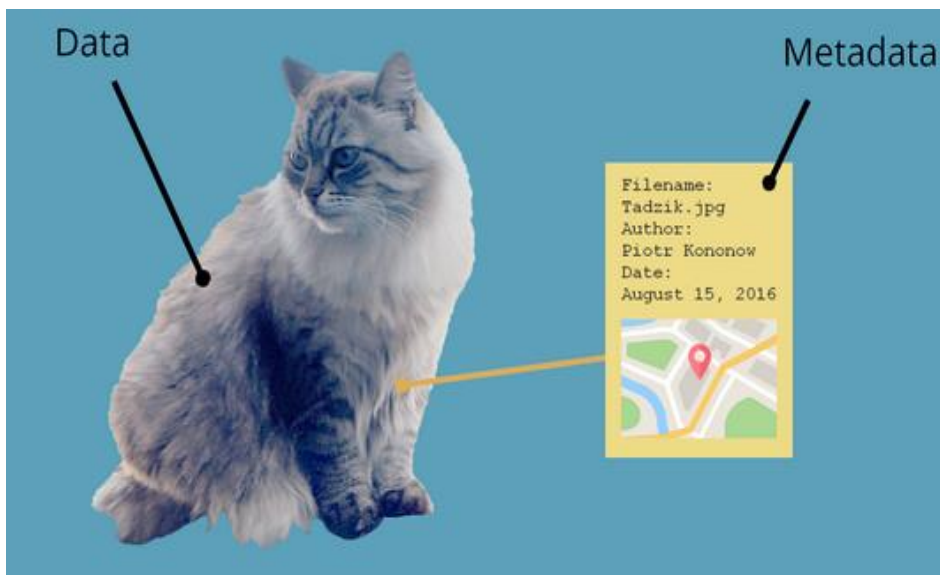 Data
Metadata
Filename:
Tadzik.jpg
Author:
Piotr Kononow
Date:
August 15, 2016